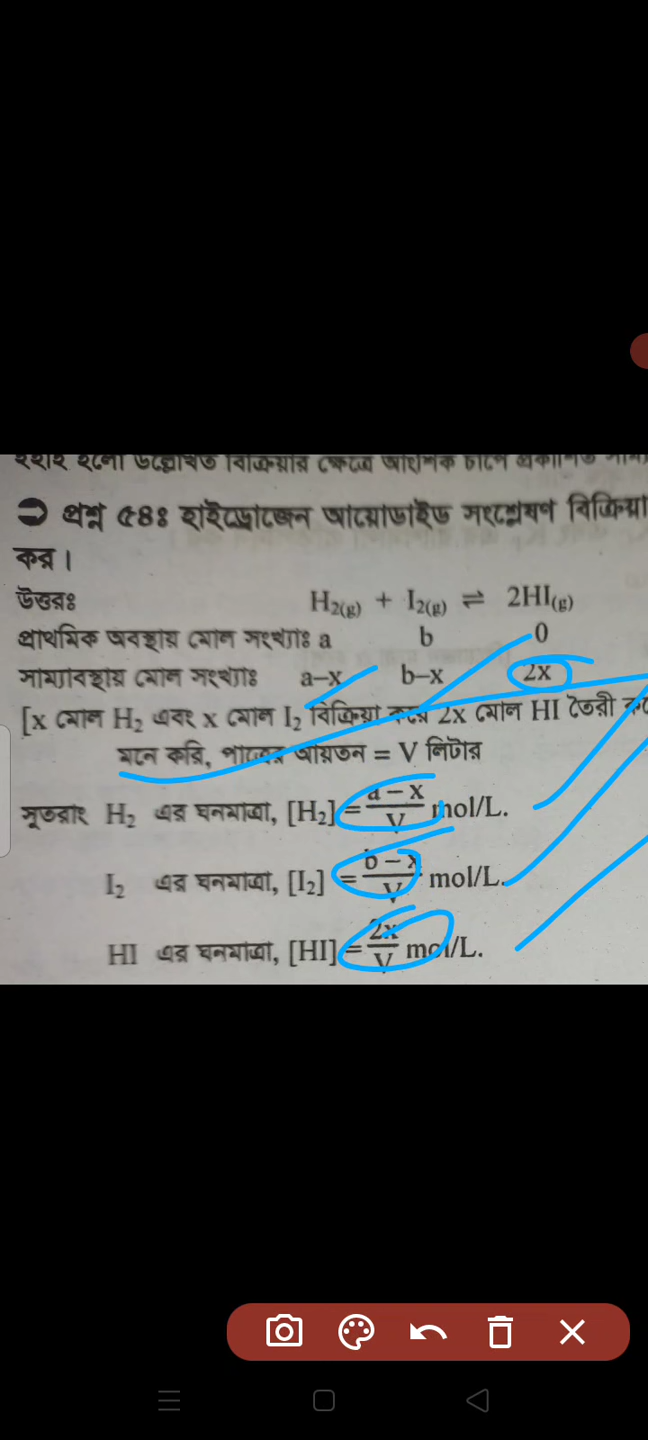 প্রশ্ন ৫৪ঃ হাইড্রোজেন আয়োডাইড সংশ্লেষণ বিক্রিয়া
কর।
উত্তরঃ H₂(g) + I₂(g) ⇌ 2HI(g)
প্রাথমিক অবস্থায় মোল সংখ্যাঃ a b 0
সাম্যাবস্থায় মোল সংখ্যাঃ a–x b–x 2x
[x মোল H₂ এবং x মোল I₂ বিক্রিয়া করে 2x মোল HI তৈরী
মনে করি, পাত্রের আয়তন = V লিটার
সুতরাং H₂ এর ঘনমাত্রা, [H₂] = (a – x)/V mol/L.
I₂ এর ঘনমাত্রা, [I₂] = (b – x)/V mol/L.
HI এর ঘনমাত্রা, [HI] = 2x/V mol/L.